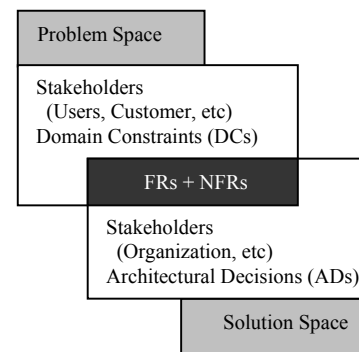 Problem Space
Stakeholders
(Users, Customer, etc)
Domain Constraints (DCs)
FRs + NFRs
Stakeholders
(Organization, etc)
Architectural Decisions (ADs)
Solution Space